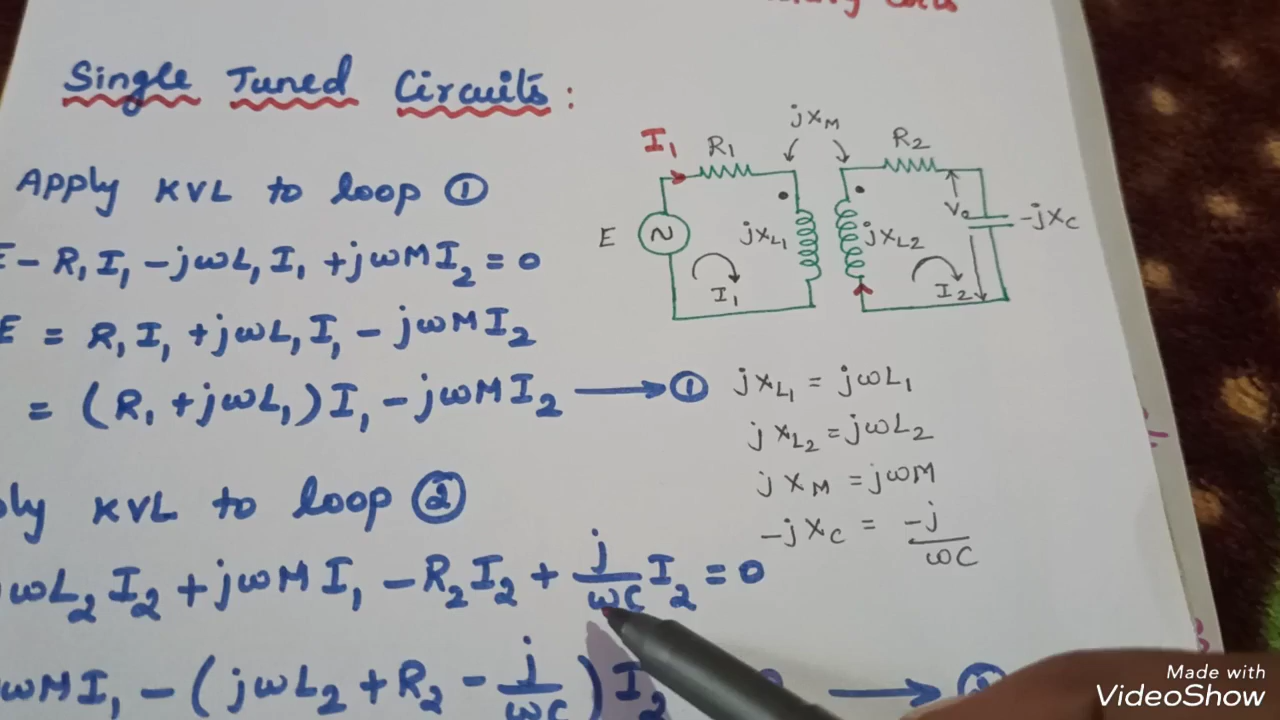 Single Tuned Circuits :
Apply KVL to loop ①
E - R₁I₁ - jωL₁I₁ + jωMI₂ = 0
E = R₁I₁ + jωL₁I₁ - jωMI₂
= (R₁ + jωL₁)I₁ - jωMI₂ → ①
I₁
R₁
jXM
R₂
E
jXL1
jXL2
-jXC
I₁
I₂
jXL1 = jωL₁
jXL2 = jωL₂
jXM = jωM
-jXC = -j/ωC
KVL to loop ②
ωL₂I₂ + jωMI₁ - R₂I₂ + j/ωC I₂ = 0
ωMI₁ - (jωL₂ + R₂ - j/ωC) I₂ →
Made with
VideoShow